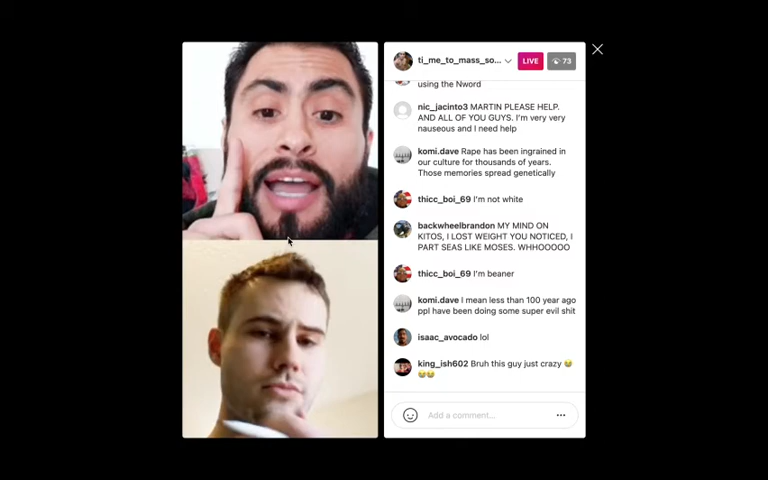 ti_me_to_mass_so...
LIVE
73
using the Nword
nic_jacinto3 MARTIN PLEASE HELP.
AND ALL OF YOU GUYS. I'm very very
nauseous and I need help
komi.dave Rape has been ingrained in
our culture for thousands of years.
Those memories spread genetically
thicc_boi_69 I'm not white
backwheelbrandon MY MIND ON
KITOS, I LOST WEIGHT YOU NOTICED, I
PART SEAS LIKE MOSES. WHHOOOOO
thicc_boi_69 I'm beaner
komi.dave I mean less than 100 year ago
ppl have been doing some super evil shit
isaac_avocado lol
king_ish602 Bruh this guy just crazy 😂
😂😂
Add a comment...